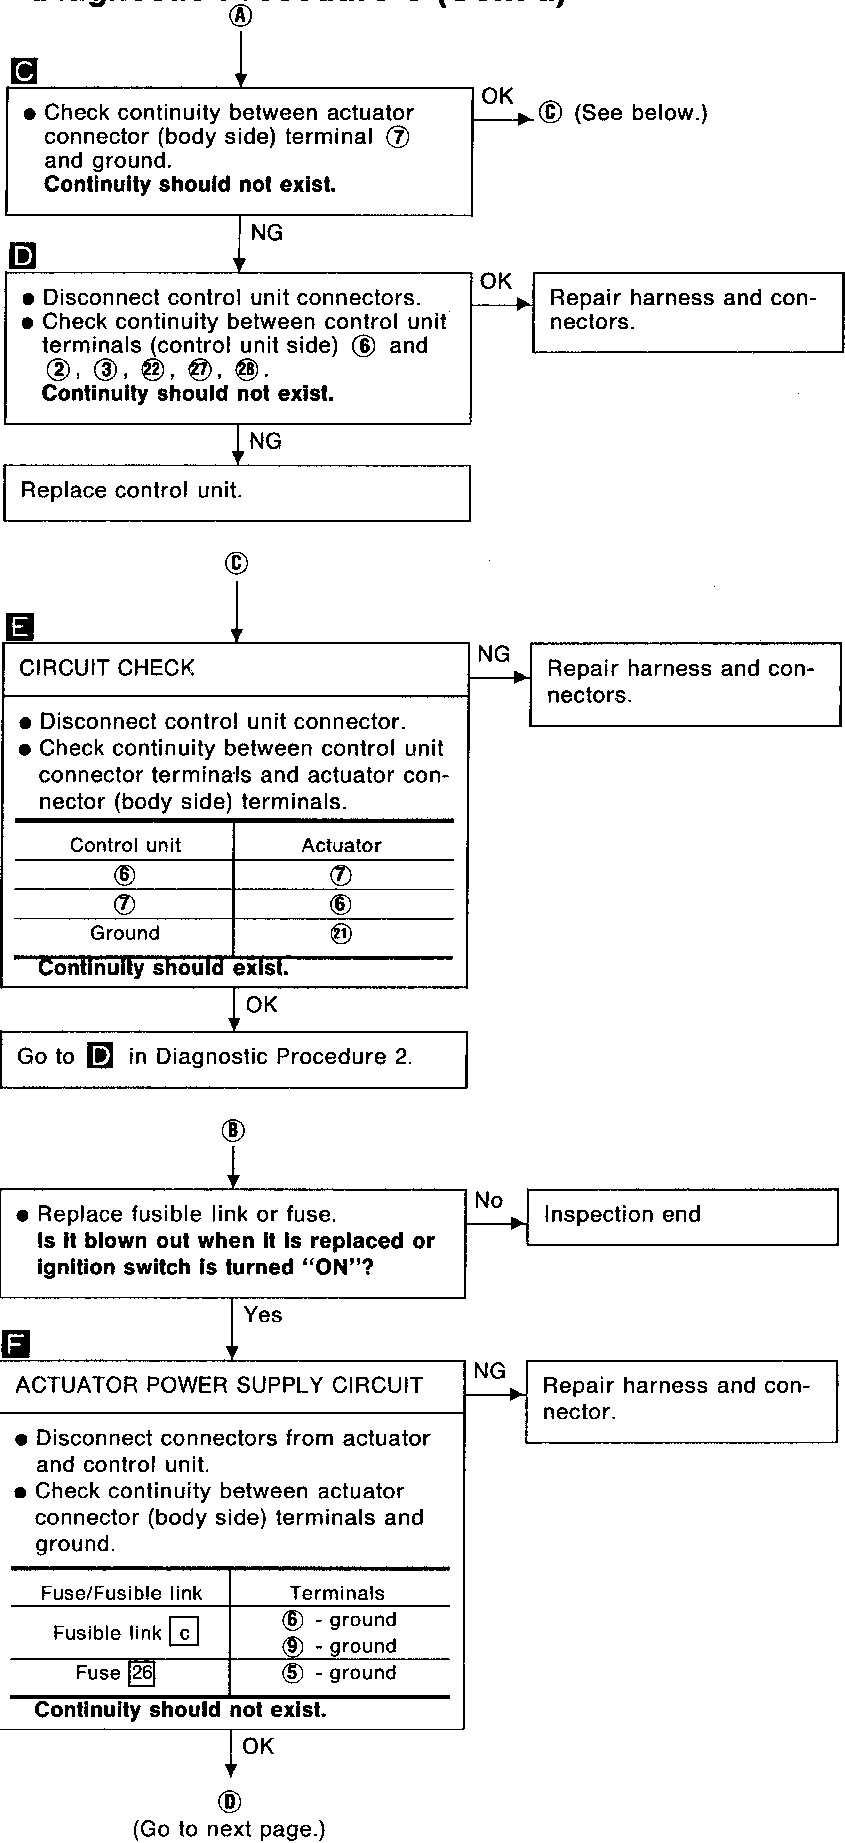 Ⓐ
C
● Check continuity between actuator
connector (body side) terminal ⑦
and ground.
Continuity should not exist.
OK
Ⓒ (See below.)
NG
D
● Disconnect control unit connectors.
● Check continuity between control unit
terminals (control unit side) ⑥ and
②, ③, ㉒, ㉗, ㉘.
Continuity should not exist.
OK
Repair harness and con-
nectors.
NG
Replace control unit.
Ⓒ
E
CIRCUIT CHECK
NG
Repair harness and con-
nectors.
● Disconnect control unit connector.
● Check continuity between control unit
connector terminals and actuator con-
nector (body side) terminals.
Control unit Actuator
⑥ ⑦
⑦ ⑥
Ground ㉑
Continuity should exist.
OK
Go to D in Diagnostic Procedure 2.
Ⓑ
● Replace fusible link or fuse.
Is it blown out when it is replaced or
ignition switch is turned “ON”?
No
Inspection end
Yes
F
ACTUATOR POWER SUPPLY CIRCUIT
NG
Repair harness and con-
nector.
● Disconnect connectors from actuator
and control unit.
● Check continuity between actuator
connector (body side) terminals and
ground.
Fuse/Fusible link Terminals
Fusible link c ⑥ - ground
⑨ - ground
Fuse 26 ⑤ - ground
Continuity should not exist.
OK
Ⓓ
(Go to next page.)